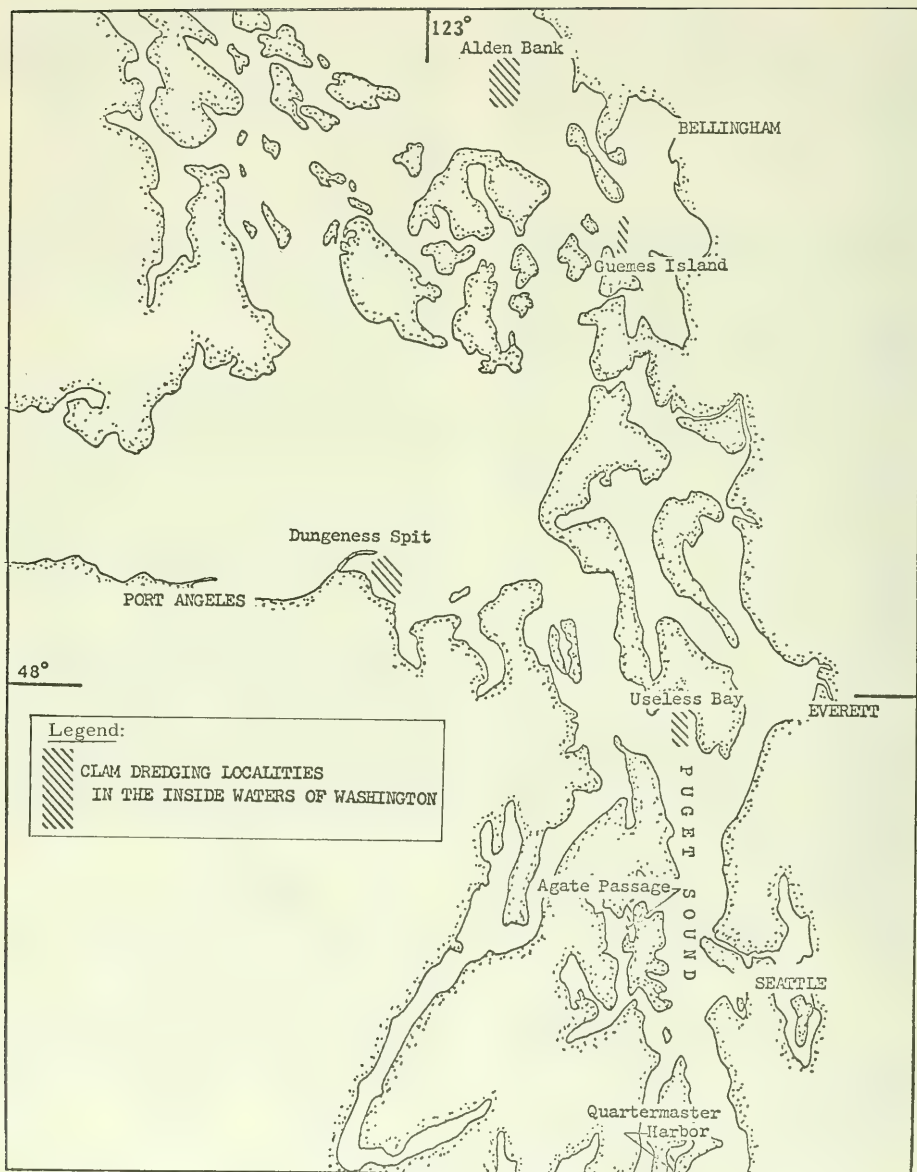 123°
Alden Bank
BELLINGHAM
Guemes Island
Dungeness Spit
PORT ANGELES
48°
Useless Bay
EVERETT
Legend:
CLAM DREDGING LOCALITIES
IN THE INSIDE WATERS OF WASHINGTON
PUGET SOUND
Agate Passage
SEATTLE
Quartermaster
Harbor